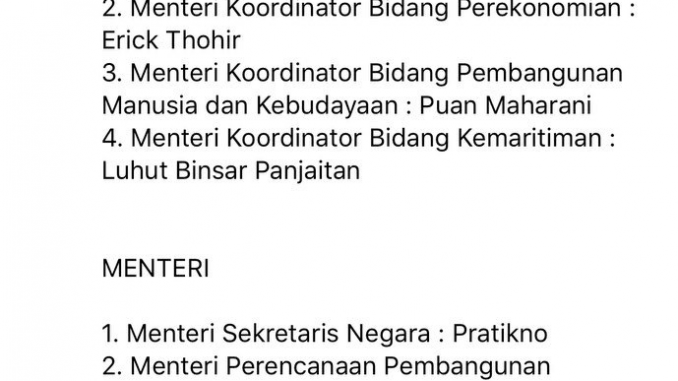 2. Menteri Koordinator Bidang Perekonomian :
Erick Thohir
3. Menteri Koordinator Bidang Pembangunan
Manusia dan Kebudayaan : Puan Maharani
4. Menteri Koordinator Bidang Kemaritiman :
Luhut Binsar Panjaitan
MENTERI
1. Menteri Sekretaris Negara : Pratikno
2. Menteri Perencanaan Pembangunan